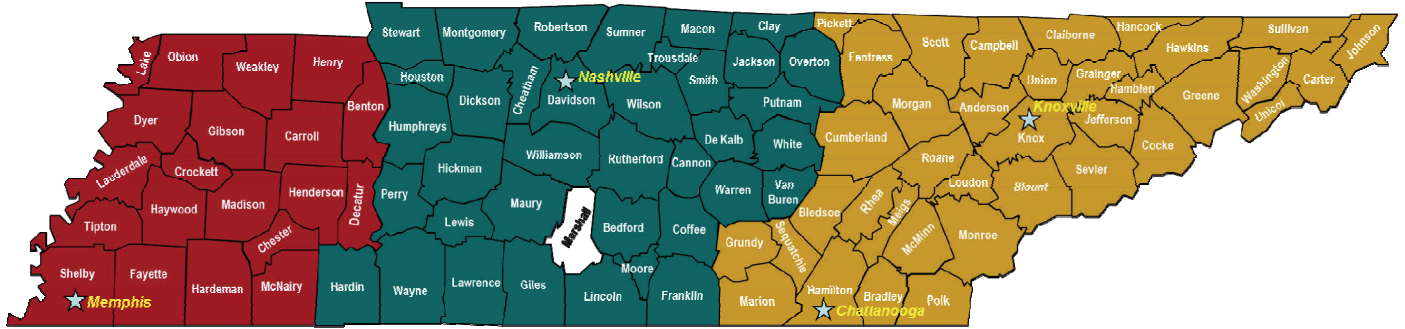 Lake
Obion
Weakley
Henry
Benton
Dyer
Gibson
Carroll
Lauderdale
Crockett
Haywood
Madison
Henderson
Decatur
Tipton
Chester
Shelby
Memphis
Fayette
Hardeman
McNairy
Stewart
Montgomery
Robertson
Sumner
Macon
Clay
Trousdale
Jackson
Overton
Houston
Dickson
Cheatham
Nashville
Davidson
Wilson
Smith
Putnam
Humphreys
De Kalb
White
Williamson
Rutherford
Cannon
Hickman
Perry
Lewis
Maury
Marshall
Bedford
Coffee
Warren
Van
Buren
Moore
Hardin
Wayne
Lawrence
Giles
Lincoln
Franklin
Pickett
Fentress
Scott
Campbell
Claiborne
Hancock
Hawkins
Sullivan
Johnson
Union
Grainger
Hamblen
Greene
Washington
Carter
Unicoi
Morgan
Anderson
Knoxville
Knox
Jefferson
Cocke
Cumberland
Roane
Loudon
Blount
Sevier
Bledsoe
Rhea
Meigs
McMinn
Monroe
Grundy
Sequatchie
Marion
Hamilton
Chattanooga
Bradley
Polk